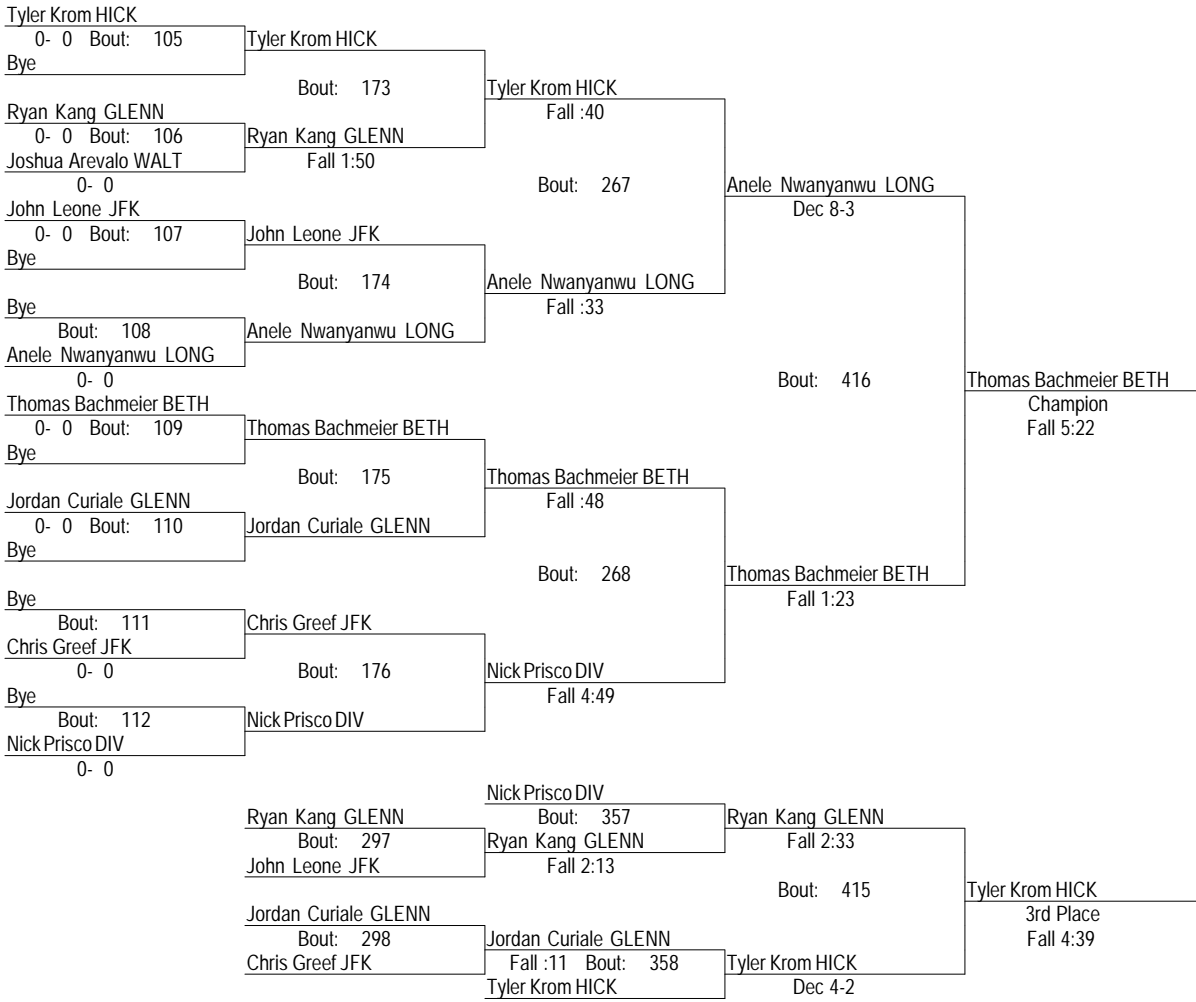 Tyler Krom HICK
0- 0 Bout: 105 Tyler Krom HICK
Bye
Bout: 173 Tyler Krom HICK
Ryan Kang GLENN Fall :40
0- 0 Bout: 106 Ryan Kang GLENN
Joshua Arevalo WALT Fall 1:50
0- 0 Bout: 267 Anele Nwanyanwu LONG
John Leone JFK Dec 8-3
0- 0 Bout: 107 John Leone JFK
Bye
Bout: 174 Anele Nwanyanwu LONG
Bye Fall :33
Bout: 108 Anele Nwanyanwu LONG
Anele Nwanyanwu LONG
0- 0 Bout: 416 Thomas Bachmeier BETH
Thomas Bachmeier BETH Champion
0- 0 Bout: 109 Thomas Bachmeier BETH Fall 5:22
Bye
Bout: 175 Thomas Bachmeier BETH
Jordan Curiale GLENN Fall :48
0- 0 Bout: 110 Jordan Curiale GLENN
Bye
Bout: 268 Thomas Bachmeier BETH
Bye Fall 1:23
Bout: 111 Chris Greef JFK
Chris Greef JFK
0- 0 Bout: 176 Nick Prisco DIV
Bye Fall 4:49
Bout: 112 Nick Prisco DIV
Nick Prisco DIV
0- 0
Nick Prisco DIV
Ryan Kang GLENN Bout: 357 Ryan Kang GLENN
Bout: 297 Ryan Kang GLENN Fall 2:33
John Leone JFK Fall 2:13
Bout: 415 Tyler Krom HICK
Jordan Curiale GLENN 3rd Place
Bout: 298 Jordan Curiale GLENN Fall 4:39
Chris Greef JFK Fall :11 Bout: 358 Tyler Krom HICK
Tyler Krom HICK Dec 4-2